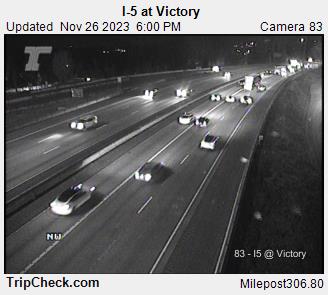 I-5 at Victory
Updated Nov 26 2023 6:00 PM Camera 83
NW
83 - I5 @ Victory
TripCheck.com Milepost306.80